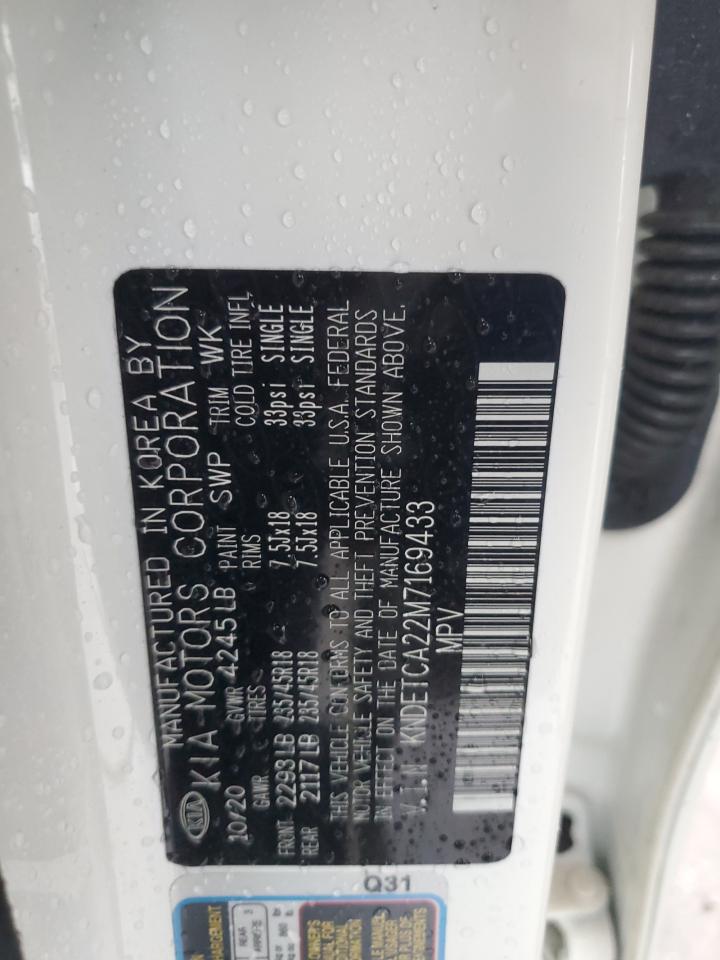 MANUFACTURED IN KOREA BY
KIA KIA MOTORS CORPORATION
10/20 GVWR 4245LB PAINT SWP TRIM WK
GAWR TIRES RIMS COLD TIRE INFL
FRONT 2293LB 235/45R18 7.5Jx18 33psi SINGLE
REAR 2117LB 235/45R18 7.5Jx18 33psi SINGLE
THIS VEHICLE CONFORMS TO ALL APPLICABLE U.S.A. FEDERAL
MOTOR VEHICLE SAFETY AND THEFT PREVENTION STANDARDS
IN EFFECT ON THE DATE OF MANUFACTURE SHOWN ABOVE.
V.I.N KNDETCA22M7169433
MPV
Q31
REAR